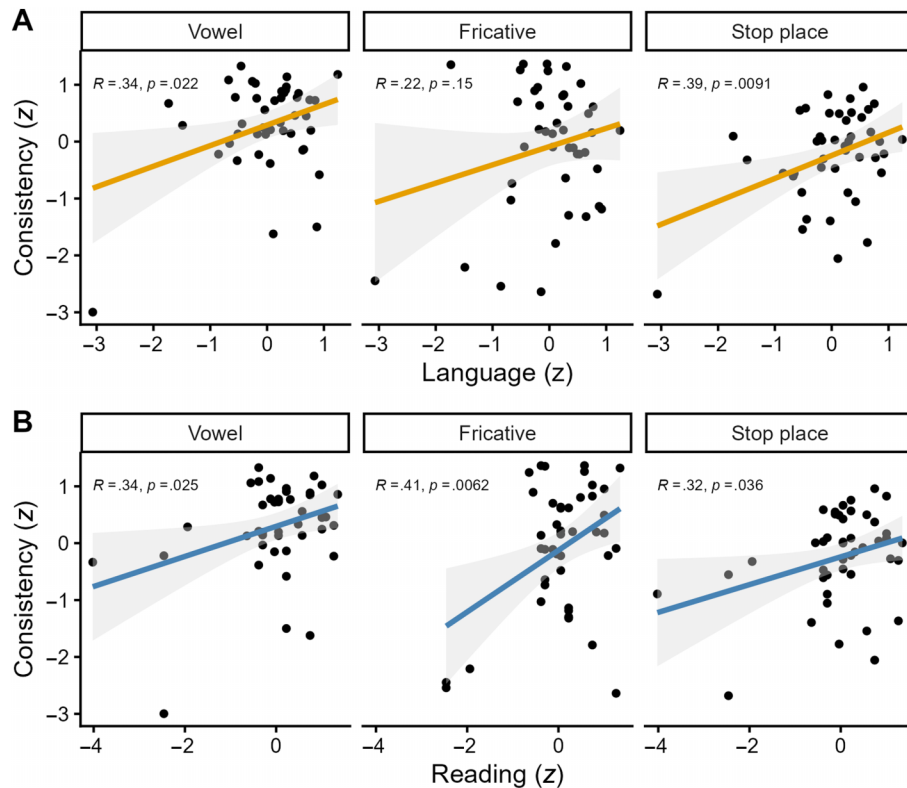 A
Vowel
Fricative
Stop place
R = .34, p = .022
R = .22, p = .15
R = .39, p = .0091
Consistency (z)
1
0
−1
−2
−3
−3 −2 −1 0 1
−3 −2 −1 0 1
−3 −2 −1 0 1
Language (z)
B
Vowel
Fricative
Stop place
R = .34, p = .025
R = .41, p = .0062
R = .32, p = .036
Consistency (z)
1
0
−1
−2
−3
−4 −2 0
−4 −2 0
−4 −2 0
Reading (z)